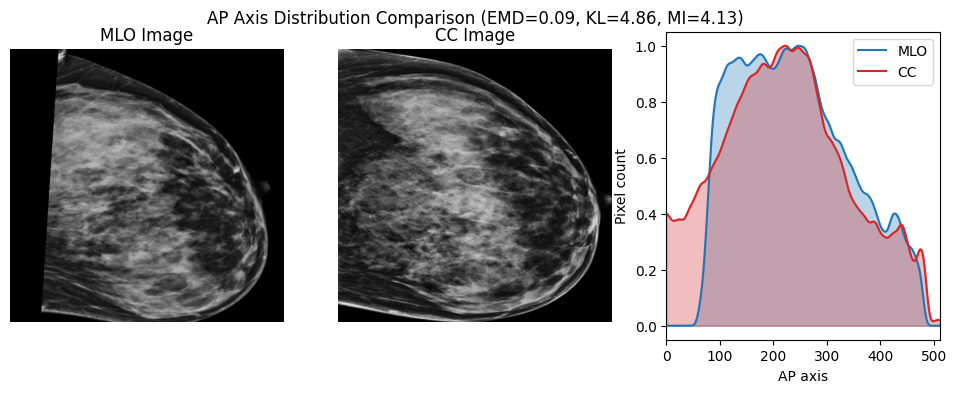 AP Axis Distribution Comparison (EMD=0.09, KL=4.86, MI=4.13)
MLO Image
CC Image
MLO
CC
Pixel count
1.0
0.8
0.6
0.4
0.2
0.0
0 100 200 300 400 500
AP axis